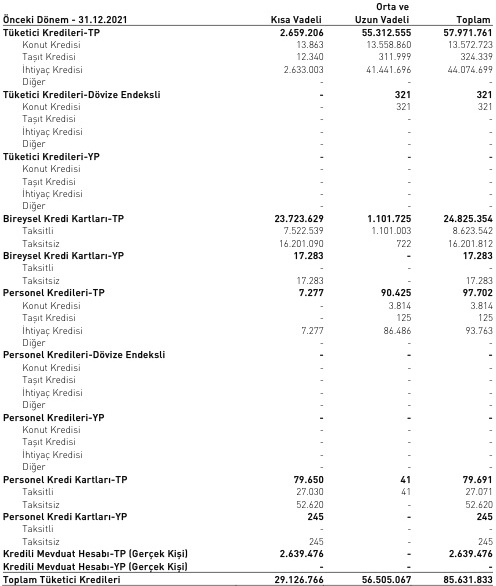 Orta ve
Önceki Dönem - 31.12.2021 Kısa Vadeli Uzun Vadeli Toplam
Tüketici Kredileri-TP 2.659.206 55.312.555 57.971.761
Konut Kredisi 13.863 13.558.860 13.572.723
Taşıt Kredisi 12.340 311.999 324.339
İhtiyaç Kredisi 2.633.003 41.441.696 44.074.699
Diğer - - -
Tüketici Kredileri-Dövize Endeksli - 321 321
Konut Kredisi - 321 321
Taşıt Kredisi - - -
İhtiyaç Kredisi - - -
Diğer - - -
Tüketici Kredileri-YP - - -
Konut Kredisi - - -
Taşıt Kredisi - - -
İhtiyaç Kredisi - - -
Diğer - - -
Bireysel Kredi Kartları-TP 23.723.629 1.101.725 24.825.354
Taksitli 7.522.539 1.101.003 8.623.542
Taksitsiz 16.201.090 722 16.201.812
Bireysel Kredi Kartları-YP 17.283 - 17.283
Taksitli - - -
Taksitsiz 17.283 - 17.283
Personel Kredileri-TP 7.277 90.425 97.702
Konut Kredisi - 3.814 3.814
Taşıt Kredisi - 125 125
İhtiyaç Kredisi 7.277 86.486 93.763
Diğer - - -
Personel Kredileri-Dövize Endeksli - - -
Konut Kredisi - - -
Taşıt Kredisi - - -
İhtiyaç Kredisi - - -
Diğer - - -
Personel Kredileri-YP - - -
Konut Kredisi - - -
Taşıt Kredisi - - -
İhtiyaç Kredisi - - -
Diğer - - -
Personel Kredi Kartları-TP 79.650 41 79.691
Taksitli 27.030 41 27.071
Taksitsiz 52.620 - 52.620
Personel Kredi Kartları-YP 245 - 245
Taksitli - - -
Taksitsiz 245 - 245
Kredili Mevduat Hesabı-TP (Gerçek Kişi) 2.639.476 - 2.639.476
Kredili Mevduat Hesabı-YP (Gerçek Kişi) - - -
Toplam Tüketici Kredileri 29.126.766 56.505.067 85.631.833